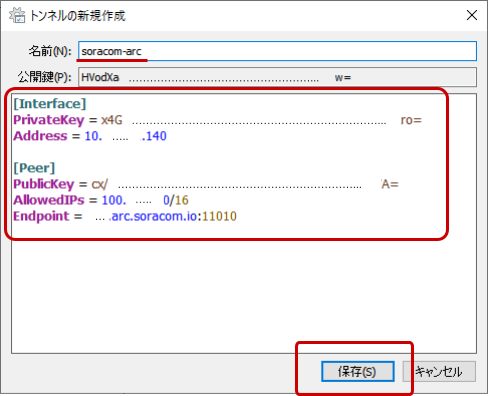 トンネルの新規作成
名前(N): soracom-arc
公開鍵(P): HVodXa ........................................................ w=
[Interface]
PrivateKey = x4G ........................................................ ro=
Address = 10. ..... .140
[Peer]
PublicKey = cx/ ........................................................ A=
AllowedIPs = 100. ..... 0/16
Endpoint = ... .arc.soracom.io:11010
保存(S) キャンセル